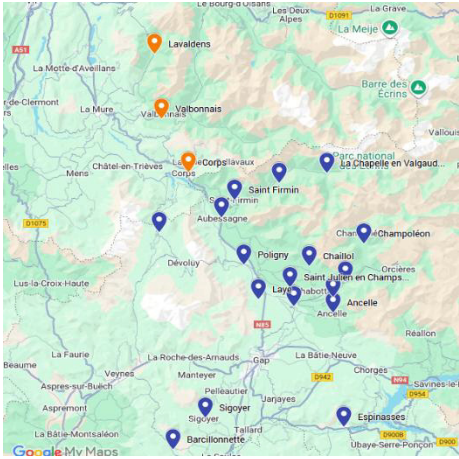 Le Bourg-d'Oisans
Les-Deux
Alpes
D1091
La Grave
La Meije
Lavaldens
A51
La Motte-d'Aveillans
Barre des
Écrins
r-de-Clermont
La Mure
Valbonnais
Valbonnais
Vallouis
Parc national
La Chapelle en Valgaud...
Corps
Corps
Châtel-en-Trièves
Mens
Saint Firmin
Aubessagne
D1075
Champoléon
Poligny
Chaillol
Dévoluy
Orcières
Saint Julien en Champs...
Lus-la-Croix-Haute
Laye
Ancelle
Ancelle
N85
Réallon
La Faurie
La Roche-des-Arnauds
La Bâtie-Neuve
Gap
Beaume
Veynes
Chorges
Manteyer
D942
N94
Savines-le
Aspres-sur-Buëch
Pelleautier
Jarjayes
D954
Aspremont
Sigoyer
Sigoyer
Espinasses
Tallard
La Bâtie-Montsaléon
Barcillonnette
D900B
D900
Ubaye-Serre-Ponçon
Google My Maps